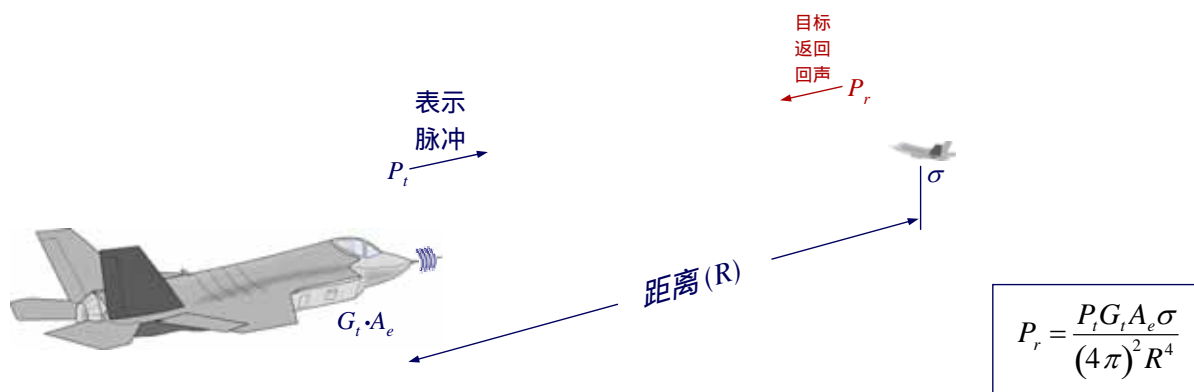 目标
返回
回声
P_r
表示
脉冲
P_t
σ
距离(R)
G_t·A_e
P_r = \frac{P_t G_t A_e σ}{(4π)^2 R^4}